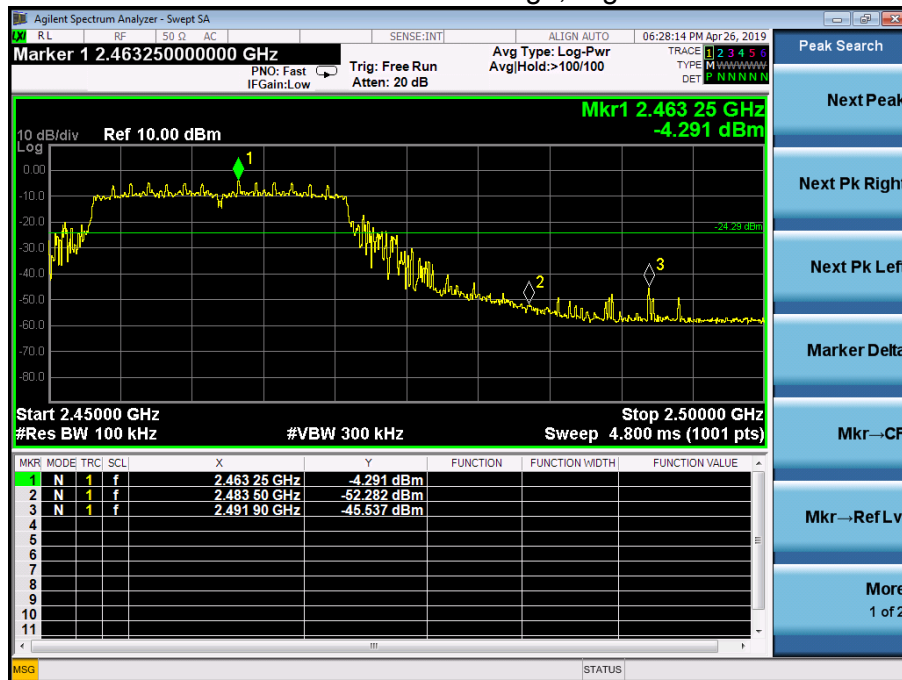 Agilent Spectrum Analyzer - Swept SA
LXI RL RF 50 Ω AC SENSE:INT ALIGN AUTO 06:28:14 PM Apr 26, 2019
Marker 1 2.463250000000 GHz
Avg Type: Log-Pwr
TRACE 1 2 3 4 5 6
Peak Search
PNO: Fast
Trig: Free Run
Avg|Hold:>100/100
TYPE M WWWWW
IFGain:Low
Atten: 20 dB
DET P N N N N N
Mkr1 2.463 25 GHz
-4.291 dBm
10 dB/div
Ref 10.00 dBm
Log
0.00
-10.0
-20.0
-30.0
-40.0
-50.0
-60.0
-70.0
-80.0
1
2
3
-24.29 dBm
Start 2.45000 GHz
Stop 2.50000 GHz
#Res BW 100 kHz
#VBW 300 kHz
Sweep 4.800 ms (1001 pts)
MKR MODE TRC SCL X Y FUNCTION FUNCTION WIDTH FUNCTION VALUE
1 N 1 f 2.463 25 GHz -4.291 dBm
2 N 1 f 2.483 50 GHz -52.282 dBm
3 N 1 f 2.491 90 GHz -45.537 dBm
4
5
6
7
8
9
10
11
MSG
STATUS
Next Peak
Next Pk Right
Next Pk Left
Marker Delta
Mkr→CF
Mkr→Ref Lv
More
1 of 2